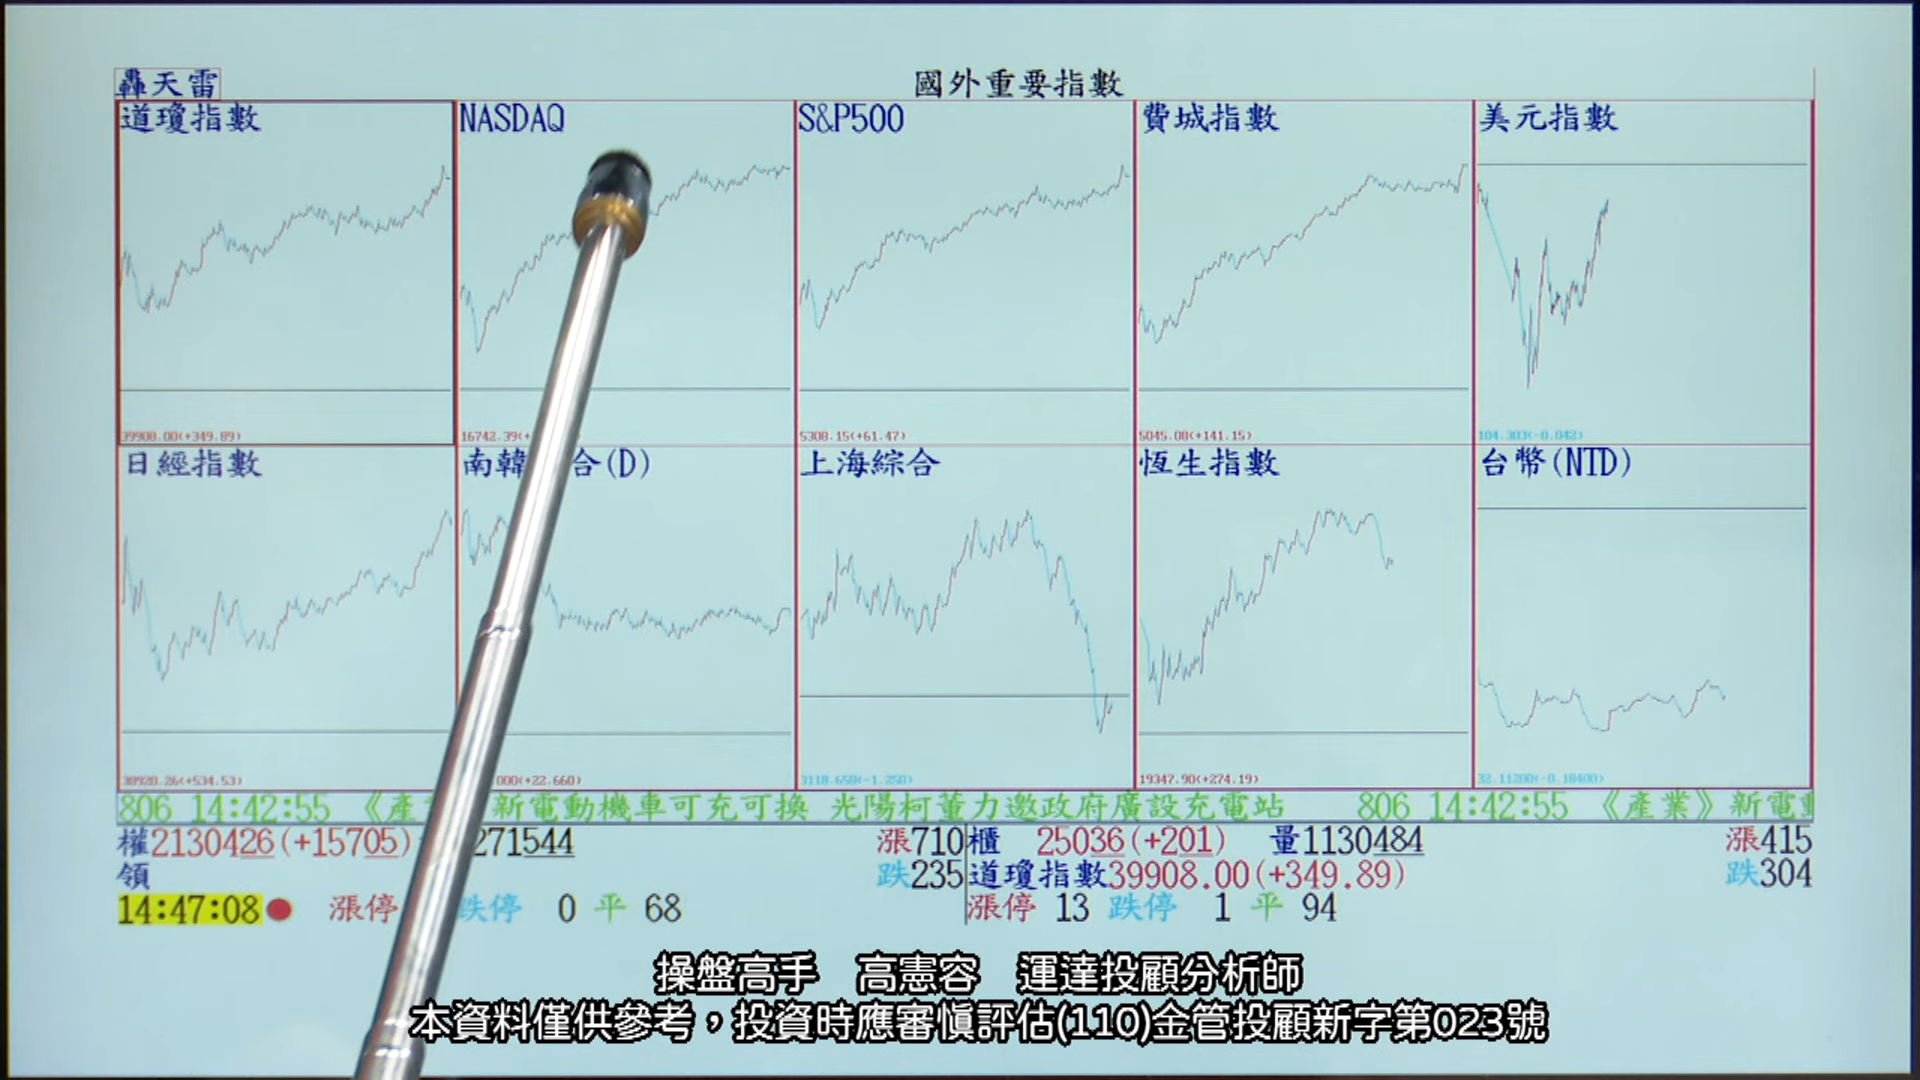 轟天雷
國外重要指數
道瓊指數
NASDAQ
S&P500
費城指數
美元指數
39908.00(+349.89)
16742.39(+
5308.15(+61.47)
5045.08(+141.15)
104.303(-0.042)
日經指數
南韓 合(D)
上海綜合
恆生指數
台幣(NTD)
38920.26(+534.53)
000(+22.660)
3118.650(-1.250)
19347.90(+274.19)
32.11200(-0.18400)
806 14:42:55 《產 新電動機車可充可換 光陽柯董力邀政府廣設充電站 806 14:42:55 《產業》新電動
權2130426(+15705) 271544 漲710 櫃 25036(+201) 量1130484 漲415
領 跌235 道瓊指數39908.00(+349.89) 跌304
14:47:08 漲停 跌停 0 平 68 漲停 13 跌停 1 平 94
操盤高手 高憲容 運達投顧分析師
本資料僅供參考，投資時應審慎評估(110)金管投顧新字第023號